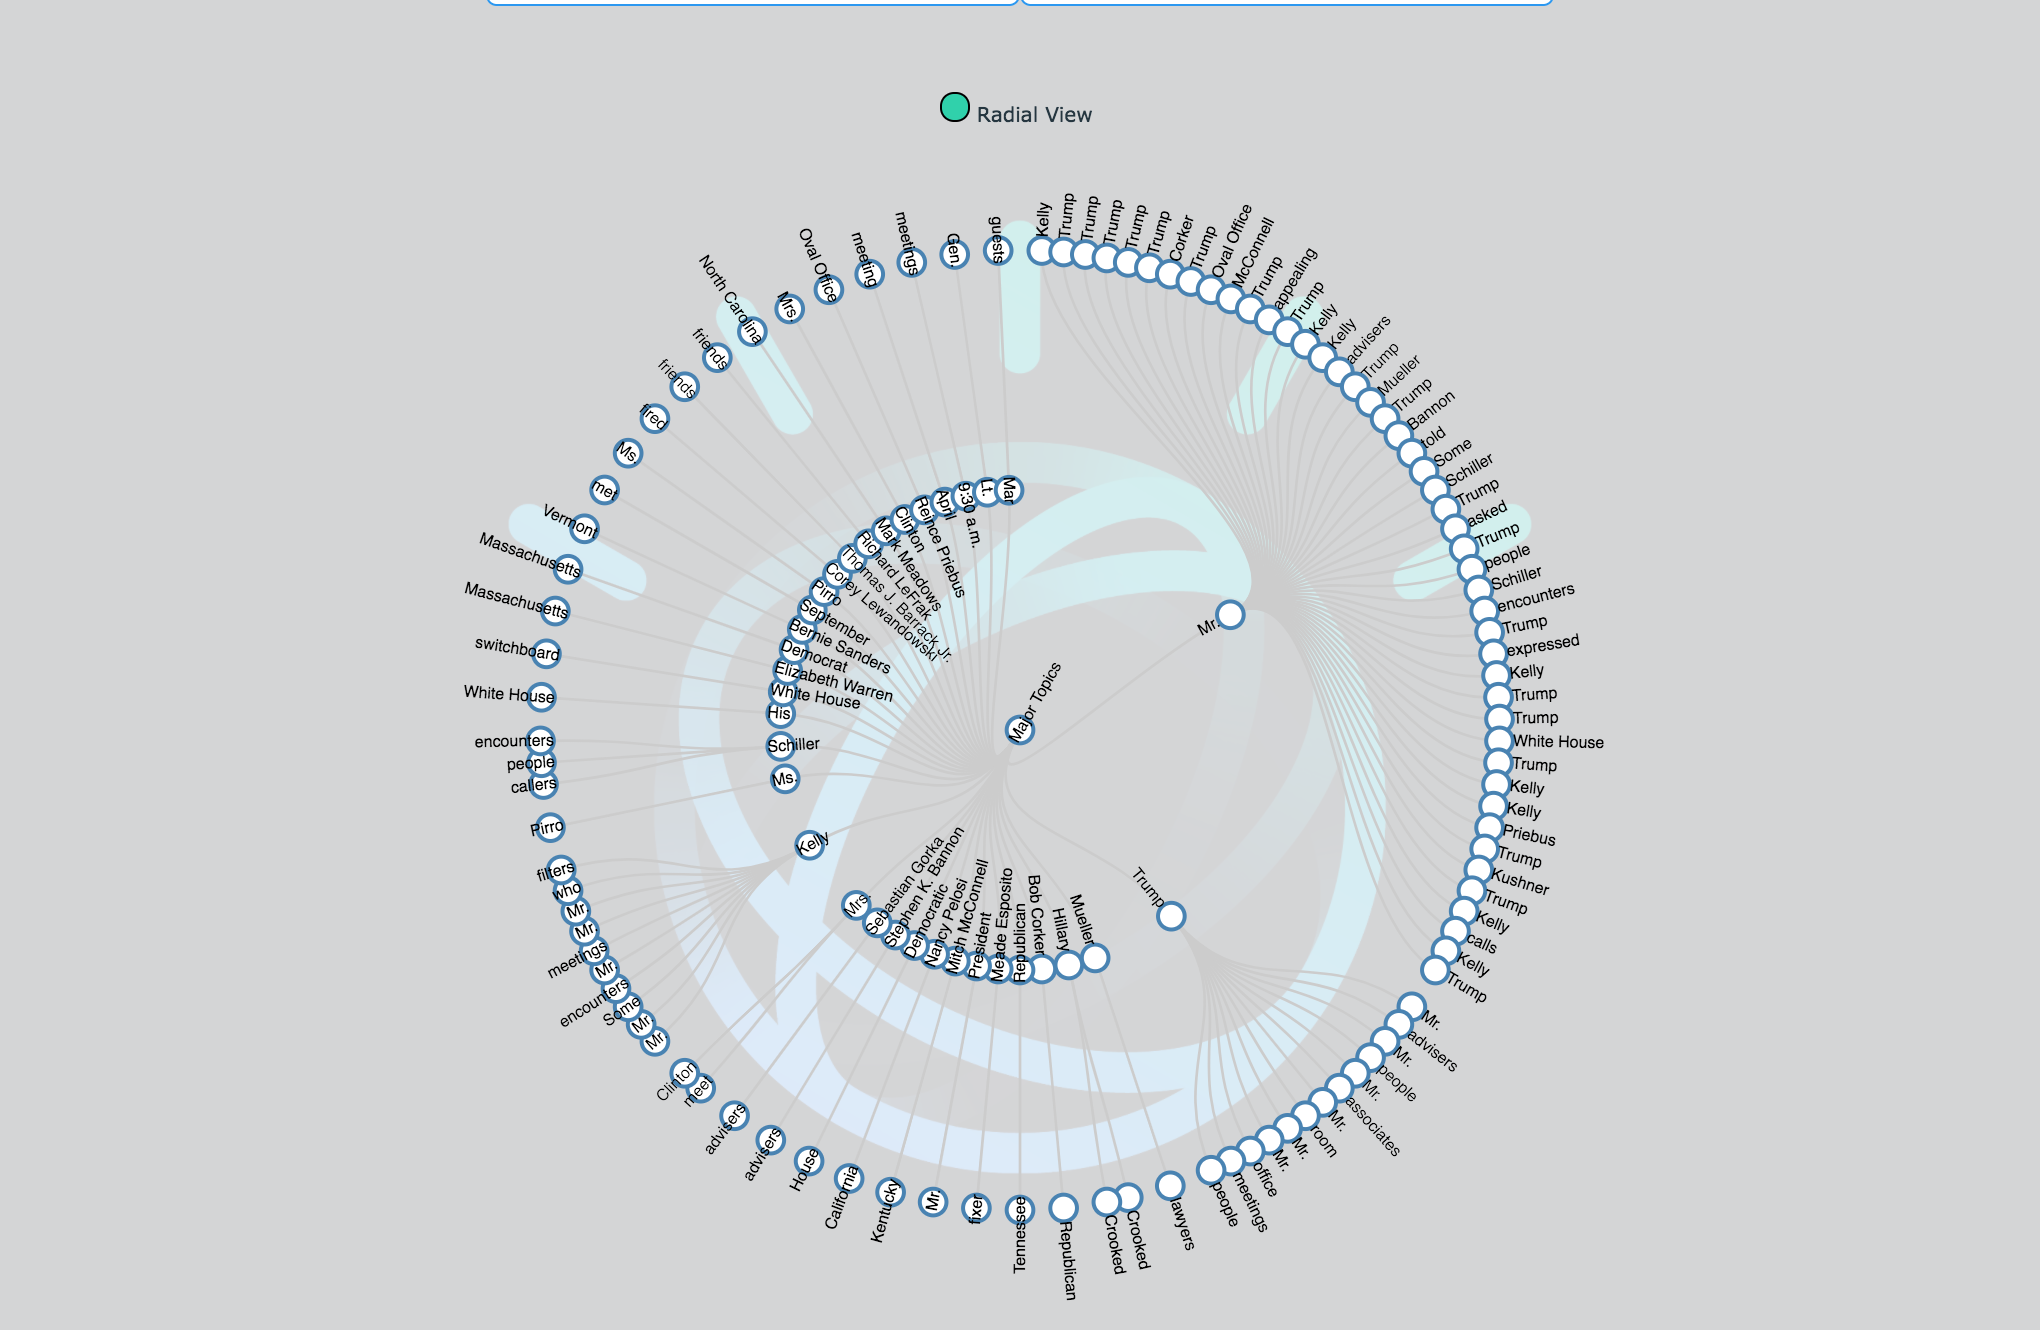 Radial View
Kelly
Trump
Trump
Trump
Trump
Trump
Corker
Trump
Oval Office
McConnell
Trump
appealing
Trump
Kelly
Kelly
advisers
Trump
Mueller
Trump
Bannon
told
Some
Schiller
Trump
asked
Trump
people
Schiller
encounters
Trump
expressed
Kelly
Trump
Trump
White House
Trump
Kelly
Kelly
Priebus
Trump
Kushner
Trump
Kelly
calls
Kelly
Trump
Mr.
advisers
Mr.
people
Mr.
associates
Mr.
room
Mr.
Mr.
office
meetings
people
lawyers
Crooked
Crooked
Republican
Tennessee
fixer
Mr.
Kentucky
California
House
advisers
advisers
meet
Clinton
Mr.
Mr.
Some
encounters
Mr.
meetings
Mr.
Mr.
who
filters
Pirro
callers
people
encounters
White House
switchboard
Massachusetts
Massachusetts
Vermont
met
Ms.
fired
friends
friends
North Carolina
Mrs.
Oval Office
meeting
meetings
Gen.
guests
Major Topics
Mr.
Trump
Mueller
Hillary
Bob Corker
Republican
Meade Esposito
President
Mitch McConnell
Nancy Pelosi
Democratic
Stephen K. Bannon
Sebastian Gorka
Mrs.
Kelly
Ms.
Schiller
His
White House
Elizabeth Warren
Democrat
Bernie Sanders
September
Pirro
Corey Lewandowski
Thomas J. Barrack Jr.
Richard LeFrak
Mark Meadows
Clinton
Reince Priebus
April
9:30 a.m.
Lt.
Mar